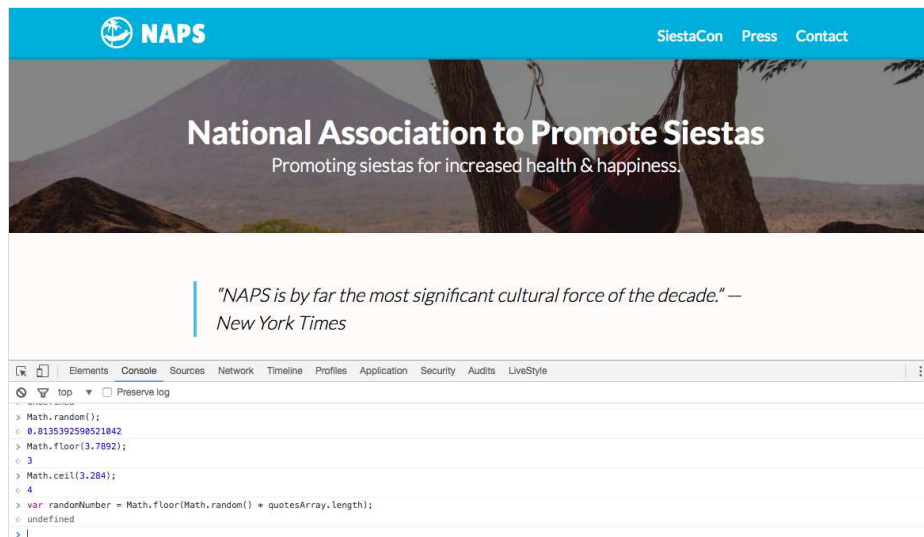 NAPS
SiestaCon Press Contact
National Association to Promote Siestas
Promoting siestas for increased health & happiness.
“NAPS is by far the most significant cultural force of the decade.” —
New York Times
Elements Console Sources Network Timeline Profiles Application Security Audits LiveStyle
top Preserve log
> Math.random();
0.8135392590521042
> Math.floor(3.7892);
3
> Math.ceil(3.284);
4
> var randomNumber = Math.floor(Math.random() * quotesArray.length);
undefined
>